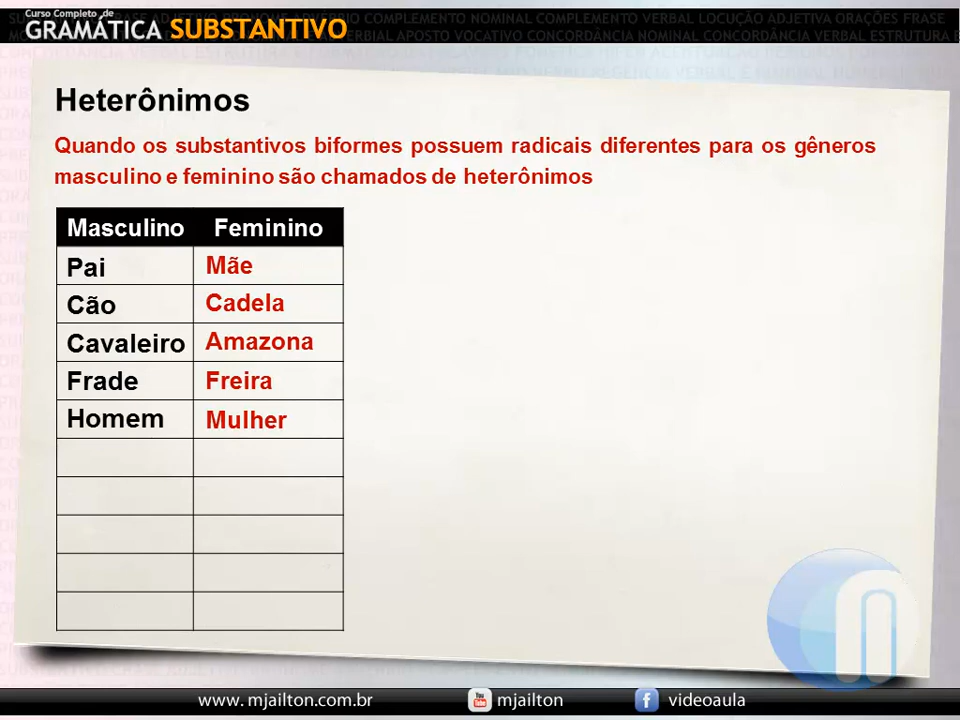 Curso Completo de
GRAMÁTICA SUBSTANTIVO
Heterônimos
Quando os substantivos biformes possuem radicais diferentes para os gêneros
masculino e feminino são chamados de heterônimos
Masculino Feminino
Pai Mãe
Cão Cadela
Cavaleiro Amazona
Frade Freira
Homem Mulher
www. mjailton.com.br You Tube mjailton f videoaula